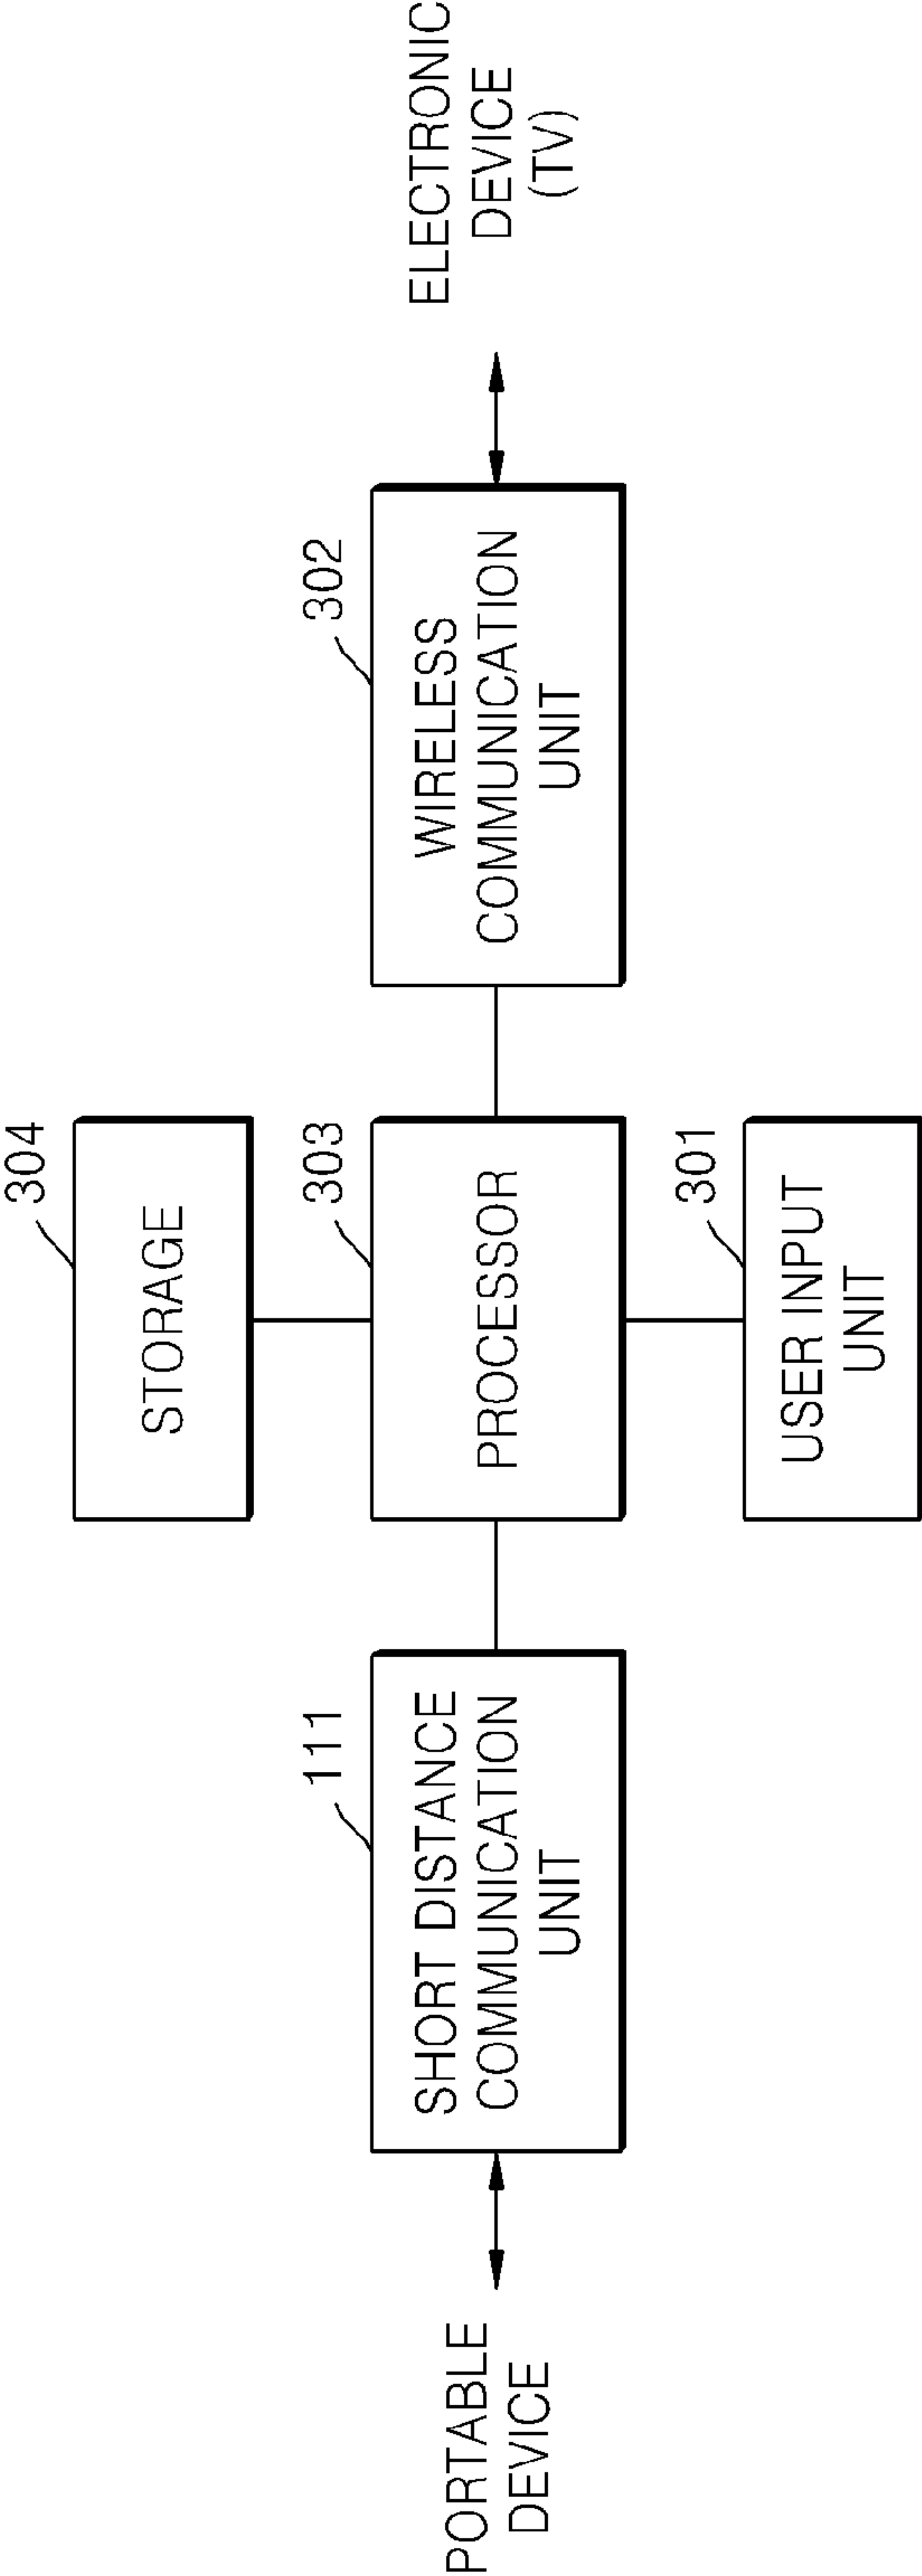 304
STORAGE
111
303
302
PORTABLE
DEVICE
SHORT DISTANCE
COMMUNICATION
UNIT
PROCESSOR
WIRELESS
COMMUNICATION
UNIT
ELECTRONIC
DEVICE
(TV)
301
USER INPUT
UNIT